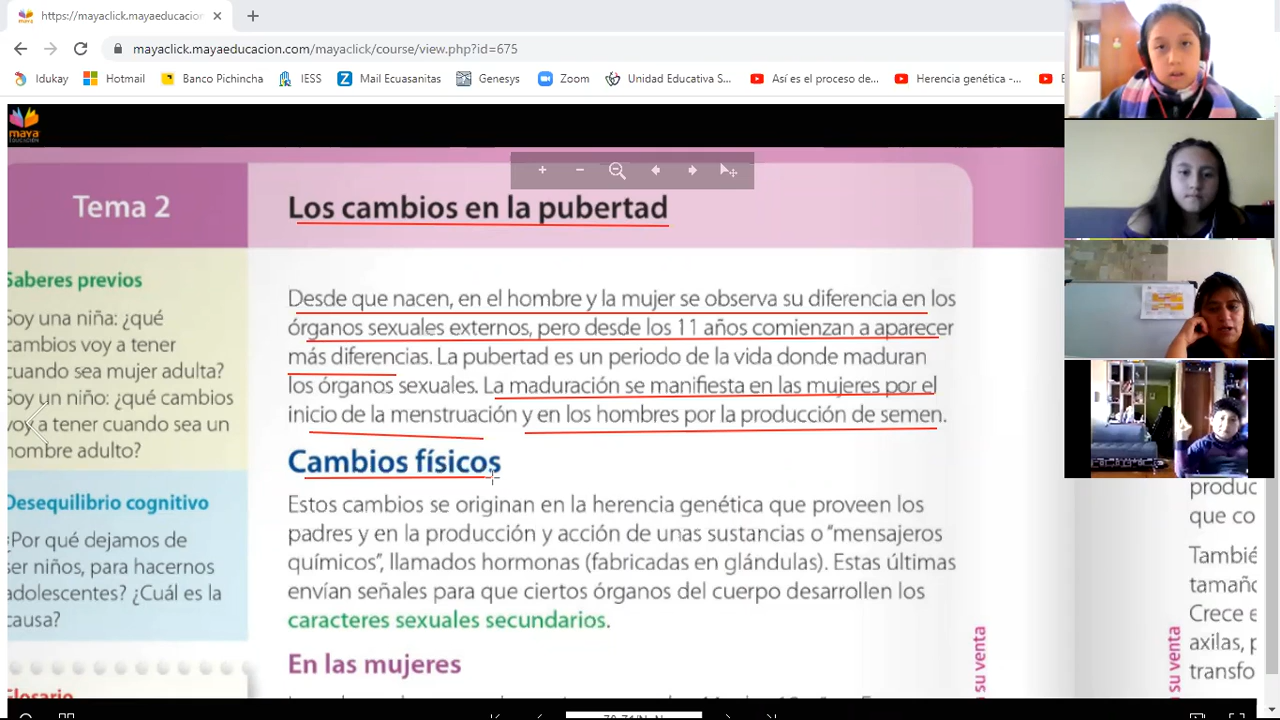 https://mayaclick.mayaeducacion
mayaclick.mayaeducacion.com/mayaclick/course/view.php?id=675
Idukay
Hotmail
Banco Pichincha
IESS
Mail Ecuasanitas
Genesys
Zoom
Unidad Educativa S...
Así es el proceso de...
Herencia genética -...
maya
EDUCACIÓN
Tema 2
Los cambios en la pubertad
Saberes previos
Soy una niña: ¿qué
cambios voy a tener
cuando sea mujer adulta?
Soy un niño: ¿qué cambios
voy a tener cuando sea un
hombre adulto?
Desequilibrio cognitivo
¿Por qué dejamos de
ser niños, para hacernos
adolescentes? ¿Cuál es la
causa?
Glosario
Desde que nacen, en el hombre y la mujer se observa su diferencia en los
órganos sexuales externos, pero desde los 11 años comienzan a aparecer
más diferencias. La pubertad es un periodo de la vida donde maduran
los órganos sexuales. La maduración se manifiesta en las mujeres por el
inicio de la menstruación y en los hombres por la producción de semen.
Cambios físicos
Estos cambios se originan en la herencia genética que proveen los
padres y en la producción y acción de unas sustancias o “mensajeros
químicos”, llamados hormonas (fabricadas en glándulas). Estas últimas
envían señales para que ciertos órganos del cuerpo desarrollen los
caracteres sexuales secundarios.
En las mujeres
su venta
su venta
produc
que co
Tambié
tamaño
Crece e
axilas, p
transfo